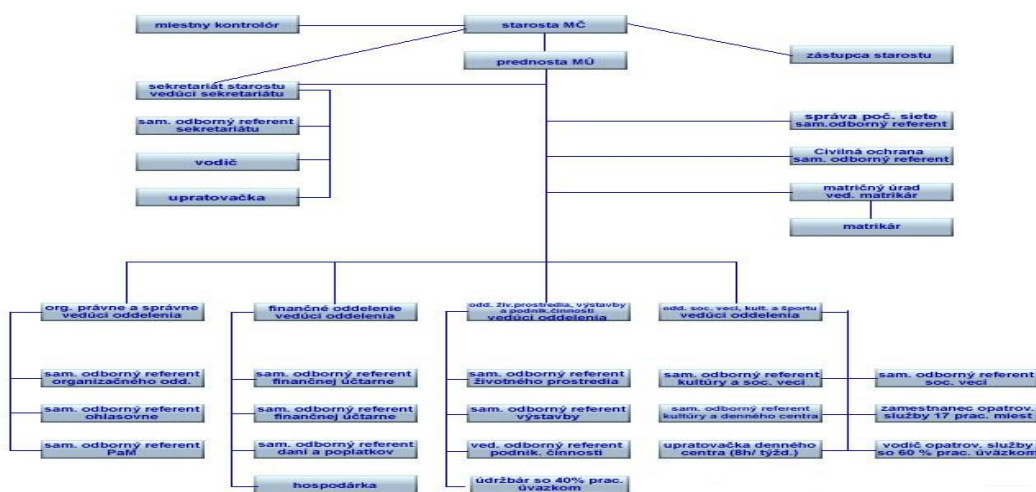 miestny kontrolór
starosta MČ
zástupca starostu
prednosta MÚ
sekretariát starostu
vedúci sekretariátu
sam. odborný referent
sekretariátu
vodič
upratovačka
správa poč. siete
sam.odborný referent
Civilná ochrana
sam. odborný referent
matričný úrad
ved. matrikár
matrikár
org. právne a správne
vedúci oddelenia
sam. odborný referent
organizačného odd.
sam. odborný referent
ohlasovne
sam. odborný referent
PaM
finančné oddelenie
vedúci oddelenia
sam. odborný referent
finančnej účtarne
sam. odborný referent
finančnej účtarne
sam. odborný referent
dani a poplatkov
hospodárka
odd. živ.prostredia, výstavby
a podnik.činnosti
vedúci oddelenia
sam. odborný referent
životného prostredia
sam. odborný referent
výstavby
ved. odborný referent
podnik. činnosti
údržbár so 40% prac.
úvazkom
odd. soc. veci, kult. a športu
vedúci oddelenia
sam. odborný referent
kultúry a soc. veci
sam. odborný referent
kultúry a denného centra
upratovačka denného
centra (8h/ týžd.)
sam. odborný referent
soc. veci
zamestnanec opatrov.
služby 17 prac. miest
vodič opatrov. služby
so 60 % prac. úväzkom